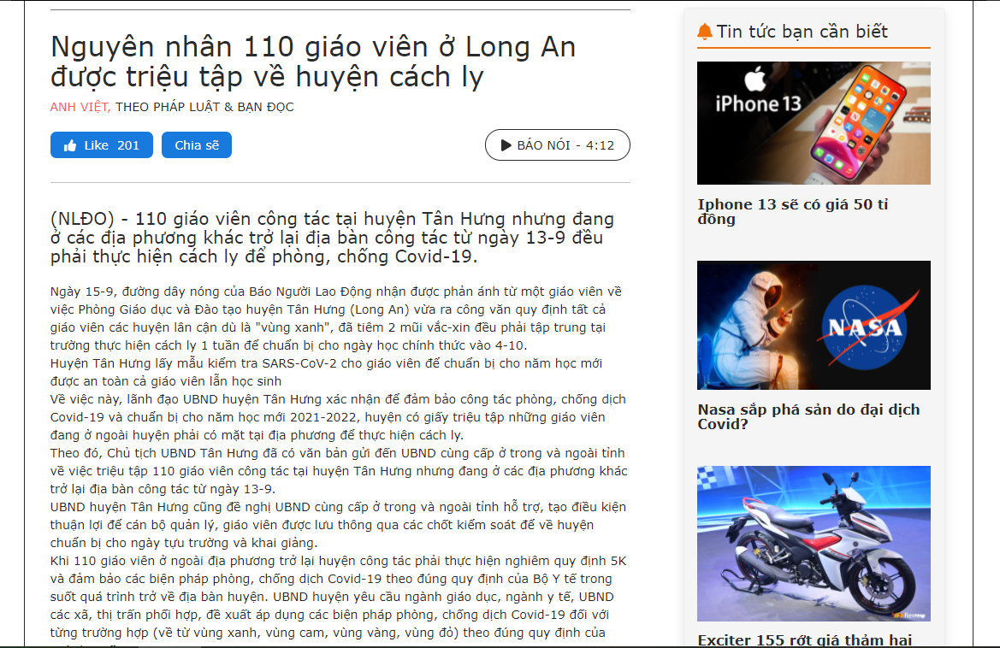 Nguyên nhân 110 giáo viên ở Long An
được triệu tập về huyện cách ly
ANH VIỆT, THEO PHÁP LUẬT & BẠN ĐỌC
Like 201
Chia sẽ
BÁO NÓI - 4:12
(NLĐO) - 110 giáo viên công tác tại huyện Tân Hưng nhưng đang
ở các địa phương khác trở lại địa bàn công tác từ ngày 13-9 đều
phải thực hiện cách ly để phòng, chống Covid-19.
Ngày 15-9, đường dây nóng của Báo Người Lao Động nhận được phản ánh từ một giáo viên về
việc Phòng Giáo dục và Đào tạo huyện Tân Hưng (Long An) vừa ra công văn quy định tất cả
giáo viên các huyện lân cận dù là "vùng xanh", đã tiêm 2 mũi vắc-xin đều phải tập trung tại
trường thực hiện cách ly 1 tuần để chuẩn bị cho ngày học chính thức vào 4-10.
Huyện Tân Hưng lấy mẫu kiểm tra SARS-CoV-2 cho giáo viên để chuẩn bị cho năm học mới
được an toàn cả giáo viên lẫn học sinh
Về việc này, lãnh đạo UBND huyện Tân Hưng xác nhận để đảm bảo công tác phòng, chống dịch
Covid-19 và chuẩn bị cho năm học mới 2021-2022, huyện có giấy triệu tập những giáo viên
đang ở ngoài huyện phải có mặt tại địa phương để thực hiện cách ly.
Theo đó, Chủ tịch UBND Tân Hưng đã có văn bản gửi đến UBND cùng cấp ở trong và ngoài tỉnh
về việc triệu tập 110 giáo viên công tác tại huyện Tân Hưng nhưng đang ở các địa phương khác
trở lại địa bàn công tác từ ngày 13-9.
UBND huyện Tân Hưng cũng đề nghị UBND cùng cấp ở trong và ngoài tỉnh hỗ trợ, tạo điều kiện
thuận lợi để cán bộ quản lý, giáo viên được lưu thông qua các chốt kiểm soát để về huyện
chuẩn bị cho ngày tựu trường và khai giảng.
Khi 110 giáo viên ở ngoài địa phương trở lại huyện công tác phải thực hiện nghiêm quy định 5K
và đảm bảo các biện pháp phòng, chống dịch Covid-19 theo đúng quy định của Bộ Y tế trong
suốt quá trình trở về địa bàn huyện. UBND huyện yêu cầu ngành giáo dục, ngành y tế, UBND
các xã, thị trấn phối hợp, đề xuất áp dụng các biện pháp phòng, chống dịch Covid-19 đối với
từng trường hợp (về từ vùng xanh, vùng cam, vùng vàng, vùng đỏ) theo đúng quy định của
Tin tức bạn cần biết
iPhone 13
Iphone 13 sẽ có giá 50 tỉ
đồng
NASA
Nasa sắp phá sản do đại dịch
Covid?
Exciter 155 rớt giá thảm hại